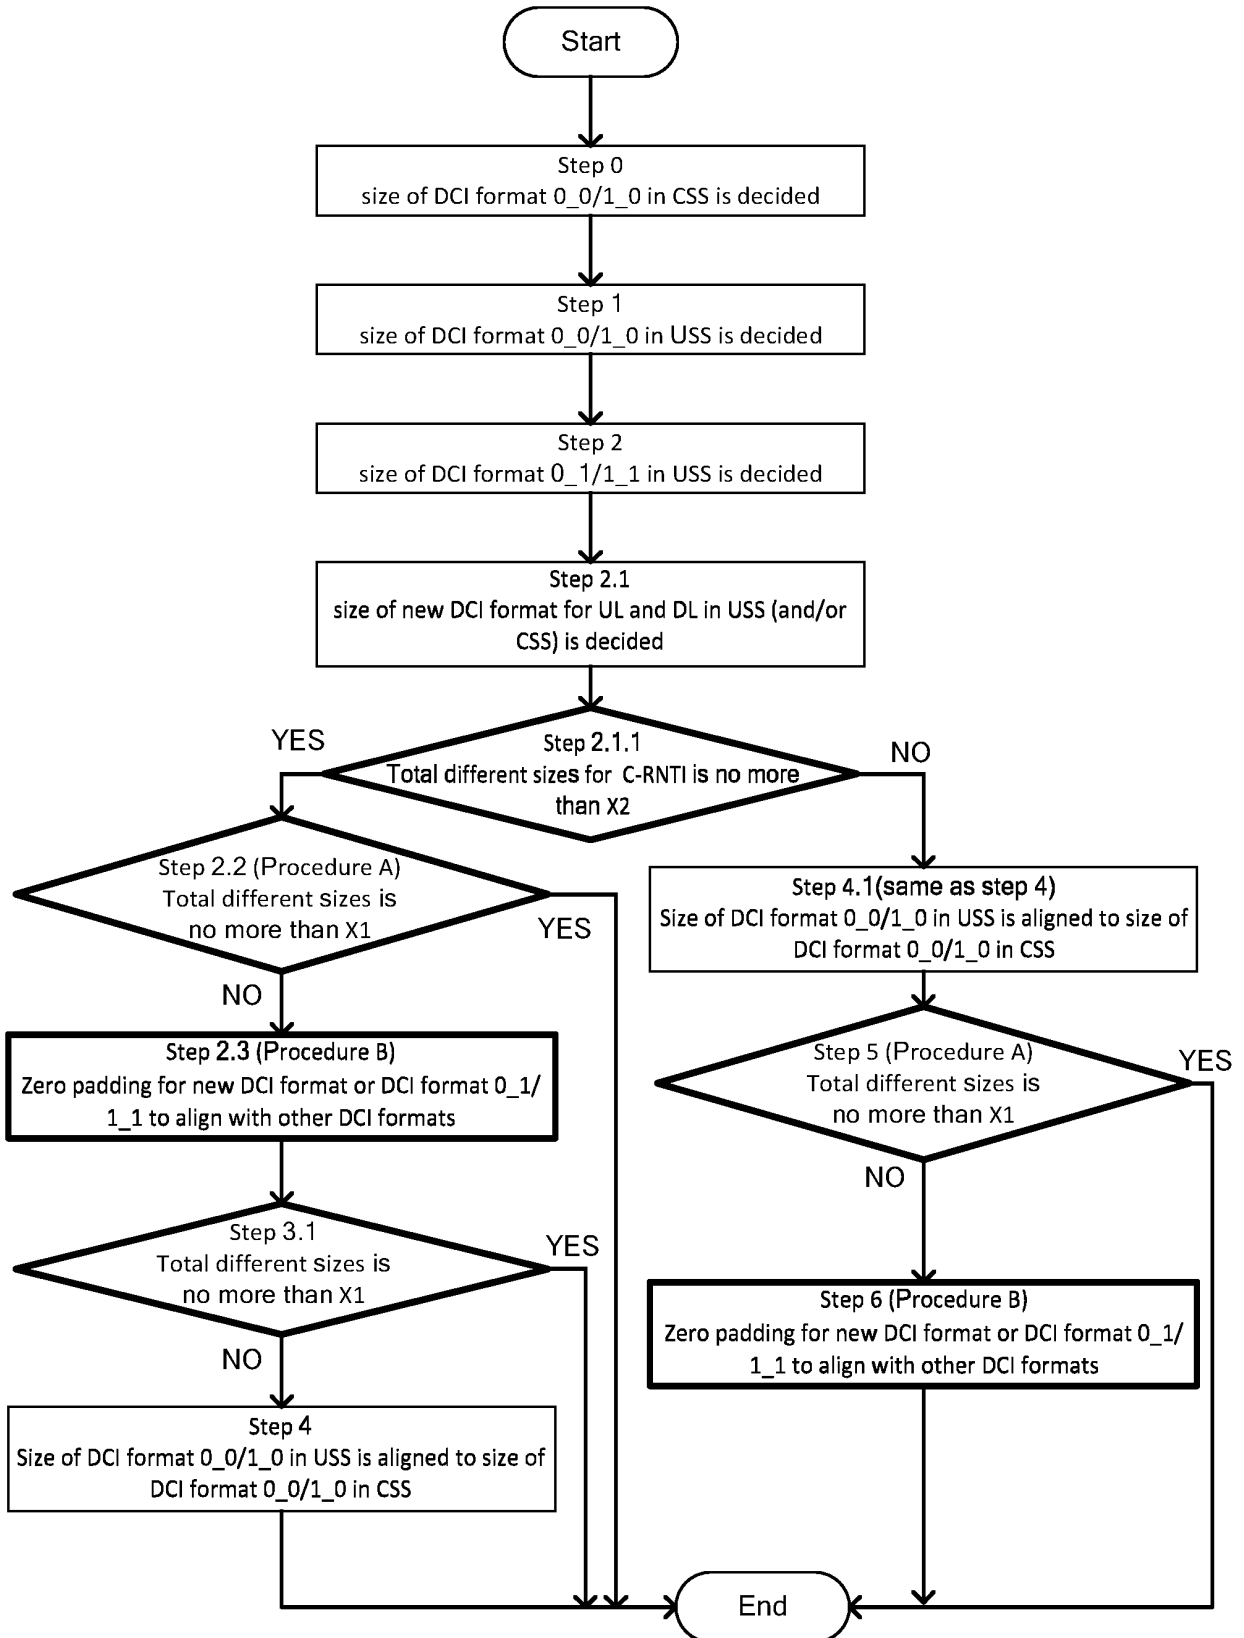 Start
Step 0
size of DCI format 0_0/1_0 in CSS is decided
Step 1
size of DCI format 0_0/1_0 in USS is decided
Step 2
size of DCI format 0_1/1_1 in USS is decided
Step 2.1
size of new DCI format for UL and DL in USS (and/or
CSS) is decided
YES
Step 2.1.1
Total different sizes for C-RNTI is no more
than X2
NO
Step 2.2 (Procedure A)
Total different sizes is
no more than X1
YES
NO
Step 2.3 (Procedure B)
Zero padding for new DCI format or DCI format 0_1/
1_1 to align with other DCI formats
Step 3.1
Total different sizes is
no more than X1
YES
NO
Step 4
Size of DCI format 0_0/1_0 in USS is aligned to size of
DCI format 0_0/1_0 in CSS
Step 4.1(same as step 4)
Size of DCI format 0_0/1_0 in USS is aligned to size of
DCI format 0_0/1_0 in CSS
Step 5 (Procedure A)
Total different sizes is
no more than X1
YES
NO
Step 6 (Procedure B)
Zero padding for new DCI format or DCI format 0_1/
1_1 to align with other DCI formats
End